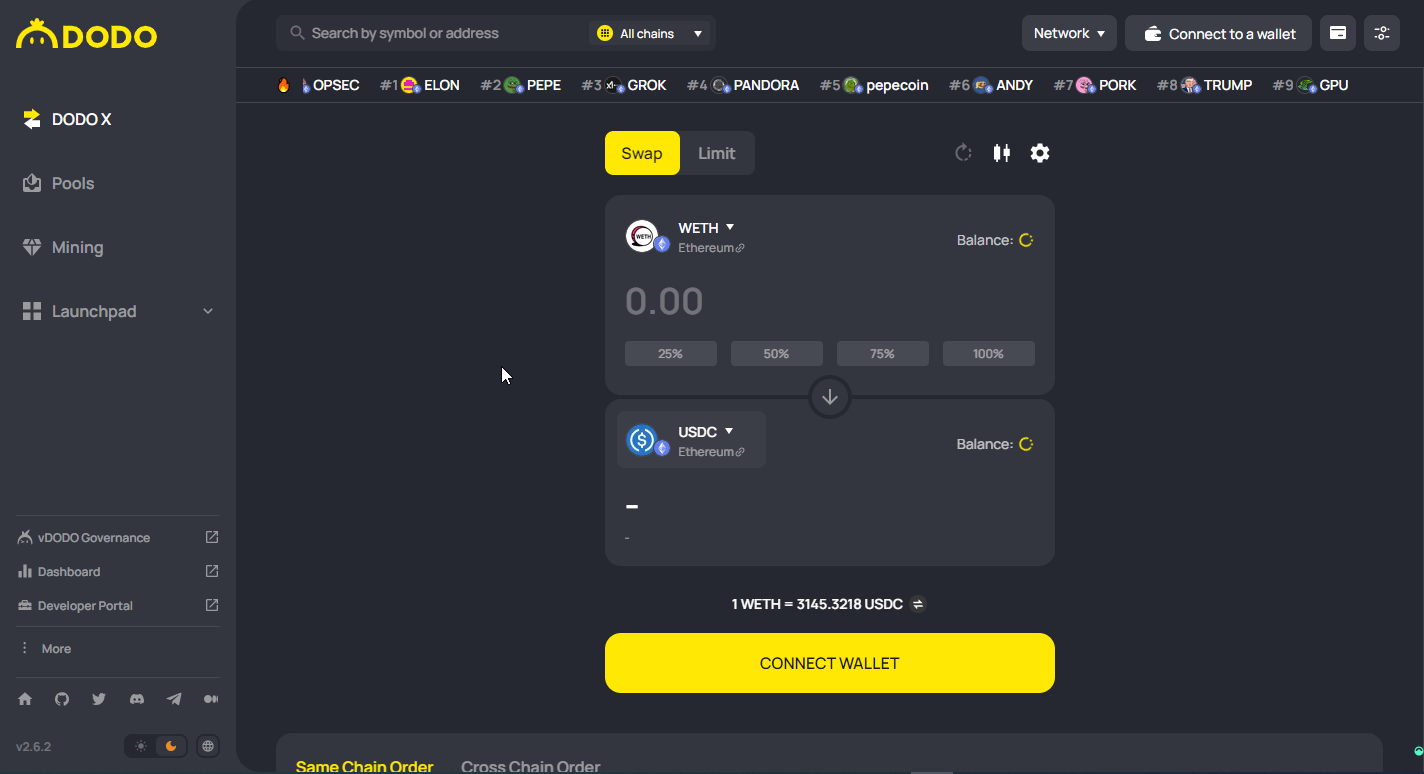 DODO
Search by symbol or address
All chains
Network
Connect to a wallet
OPSEC #1 ELON #2 PEPE #3 GROK #4 PANDORA #5 pepecoin #6 ANDY #7 PORK #8 TRUMP #9 GPU
DODO X
Pools
Mining
Launchpad
vDODO Governance
Dashboard
Developer Portal
More
v2.6.2
Swap Limit
WETH
WETH
Ethereum
Balance:
0.00
25% 50% 75% 100%
USDC
Ethereum
Balance:
-
-
1 WETH = 3145.3218 USDC
CONNECT WALLET
Same Chain Order Cross Chain Order